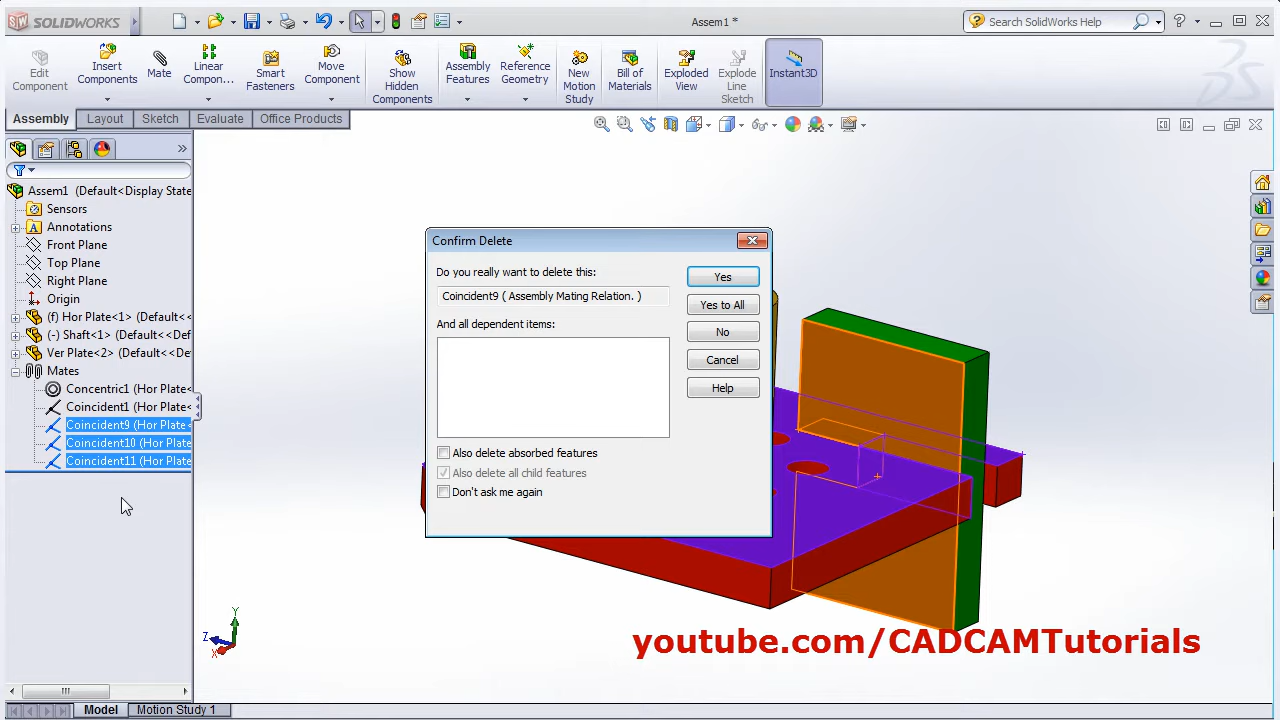 SOLIDWORKS
Assem1 *
Search SolidWorks Help
Edit Component
Insert Components
Mate
Linear Compon...
Smart Fasteners
Move Component
Show Hidden Components
Assembly Features
Reference Geometry
New Motion Study
Bill of Materials
Exploded View
Explode Line Sketch
Instant3D
Assembly
Layout
Sketch
Evaluate
Office Products
Assem1 (Default<Display State
Sensors
Annotations
Front Plane
Top Plane
Right Plane
Origin
(f) Hor Plate<1> (Default<<
(-) Shaft<1> (Default<<Def
Ver Plate<2> (Default<<De
Mates
Concentric1 (Hor Plate<
Coincident1 (Hor Plate<
Coincident9 (Hor Plate<
Coincident10 (Hor Plate
Coincident11 (Hor Plate
Confirm Delete
Do you really want to delete this:
Coincident9 ( Assembly Mating Relation. )
And all dependent items:
Yes
Yes to All
No
Cancel
Help
Also delete absorbed features
Also delete all child features
Don't ask me again
Y
Z
X
youtube.com/CADCAMTutorials
Model
Motion Study 1